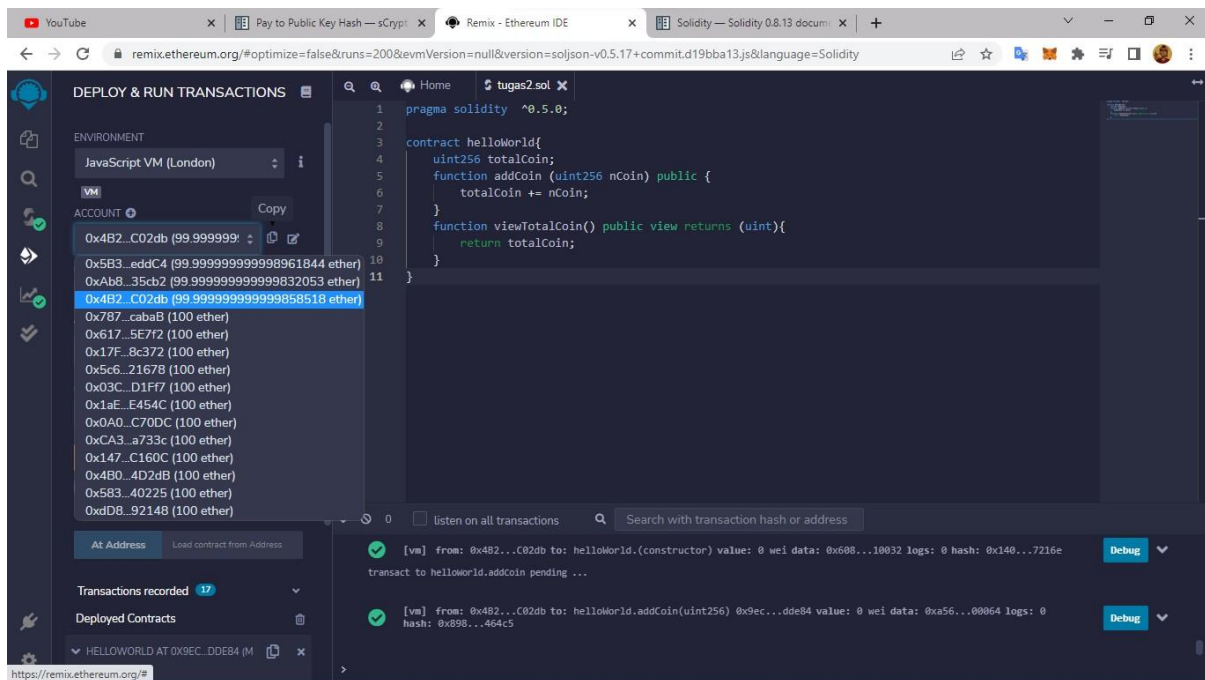 YouTube
Pay to Public Key Hash — sCrypt
Remix - Ethereum IDE
Solidity — Solidity 0.8.13 docume
remix.ethereum.org/#optimize=false&runs=200&evmVersion=null&version=soljson-v0.5.17+commit.d19bba13.js&language=Solidity
DEPLOY & RUN TRANSACTIONS
ENVIRONMENT
JavaScript VM (London)
VM
ACCOUNT
Copy
0x4B2...C02db (99.999999
0x5B3...eddC4 (99.999999999998961844 ether)
0xAb8...35cb2 (99.999999999999832053 ether)
0x4B2...C02db (99.999999999999858518 ether)
0x787...cabaB (100 ether)
0x617...5E7f2 (100 ether)
0x17F...8c372 (100 ether)
0x5c6...21678 (100 ether)
0x03C...D1Ff7 (100 ether)
0x1aE...E454C (100 ether)
0x0A0...C70DC (100 ether)
0xCA3...a733c (100 ether)
0x147...C160C (100 ether)
0x4B0...4D2dB (100 ether)
0x583...40225 (100 ether)
0xdD8...92148 (100 ether)
At Address
Load contract from Address
Transactions recorded 17
Deployed Contracts
HELLOWORLD AT 0X9EC...DDE84 (M
https://remix.ethereum.org/#
Home
tugas2.sol
1 pragma solidity ^0.5.0;
2
3 contract helloWorld{
4 uint256 totalCoin;
5 function addCoin (uint256 nCoin) public {
6 totalCoin += nCoin;
7 }
8 function viewTotalCoin() public view returns (uint){
9 return totalCoin;
10 }
11 }
0
listen on all transactions
Search with transaction hash or address
[vm] from: 0x4B2...C02db to: helloWorld.(constructor) value: 0 wei data: 0x608...10032 logs: 0 hash: 0x140...7216e
Debug
transact to helloWorld.addCoin pending ...
[vm] from: 0x4B2...C02db to: helloWorld.addCoin(uint256) 0x9ec...dde84 value: 0 wei data: 0xa56...00064 logs: 0
hash: 0x898...464c5
Debug
>